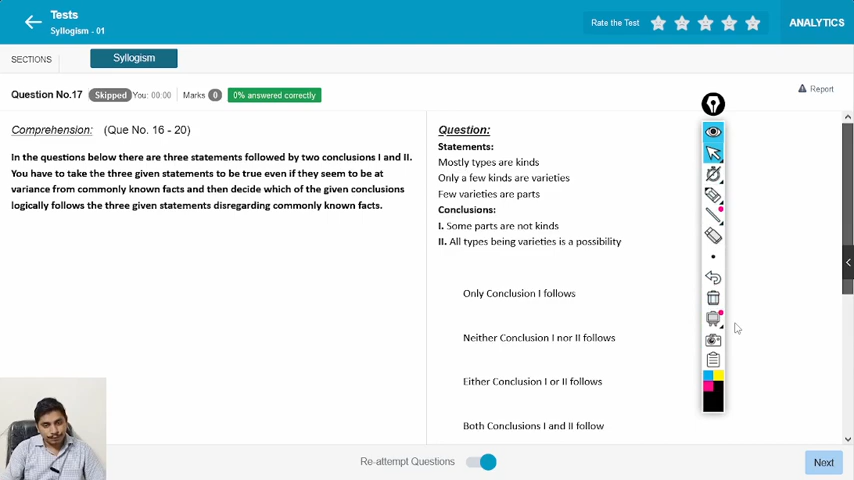 Tests
Syllogism - 01
Rate the Test
ANALYTICS
SECTIONS
Syllogism
Question No.17
Skipped
You: 00:00
Marks
0
0% answered correctly
Report
Comprehension: (Que No. 16 - 20)
In the questions below there are three statements followed by two conclusions I and II.
You have to take the three given statements to be true even if they seem to be at
variance from commonly known facts and then decide which of the given conclusions
logically follows the three given statements disregarding commonly known facts.
Question:
Statements:
Mostly types are kinds
Only a few kinds are varieties
Few varieties are parts
Conclusions:
I. Some parts are not kinds
II. All types being varieties is a possibility
Only Conclusion I follows
Neither Conclusion I nor II follows
Either Conclusion I or II follows
Both Conclusions I and II follow
Re-attempt Questions
Next